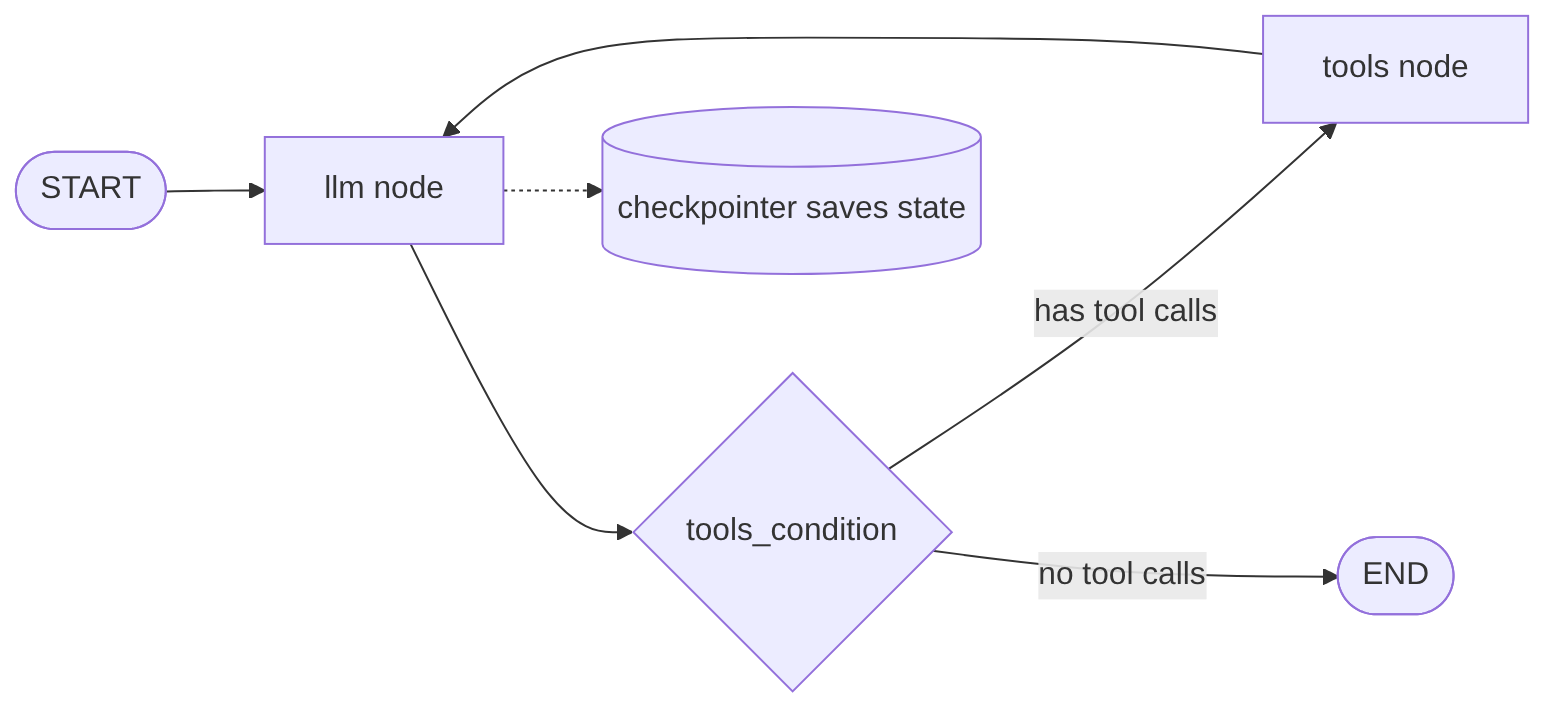 START
llm node
checkpointer saves state
tools node
has tool calls
tools_condition
no tool calls
END